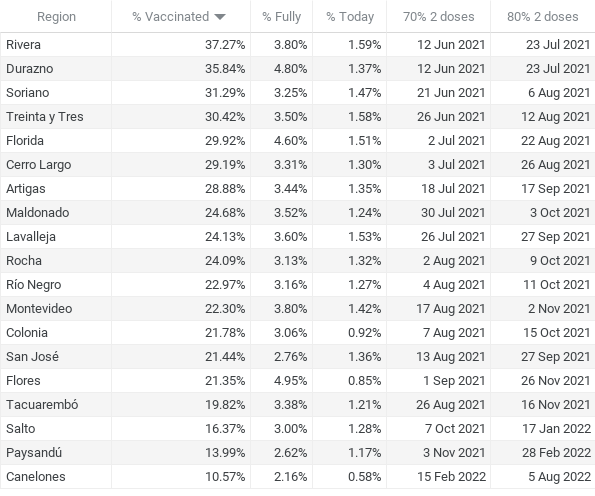 Region % Vaccinated % Fully % Today 70% 2 doses 80% 2 doses
Rivera 37.27% 3.80% 1.59% 12 Jun 2021 23 Jul 2021
Durazno 35.84% 4.80% 1.37% 12 Jun 2021 23 Jul 2021
Soriano 31.29% 3.25% 1.47% 21 Jun 2021 6 Aug 2021
Treinta y Tres 30.42% 3.50% 1.58% 26 Jun 2021 12 Aug 2021
Florida 29.92% 4.60% 1.51% 2 Jul 2021 22 Aug 2021
Cerro Largo 29.19% 3.31% 1.30% 3 Jul 2021 26 Aug 2021
Artigas 28.88% 3.44% 1.35% 18 Jul 2021 17 Sep 2021
Maldonado 24.68% 3.52% 1.24% 30 Jul 2021 3 Oct 2021
Lavalleja 24.13% 3.60% 1.53% 26 Jul 2021 27 Sep 2021
Rocha 24.09% 3.13% 1.32% 2 Aug 2021 9 Oct 2021
Río Negro 22.97% 3.16% 1.27% 4 Aug 2021 11 Oct 2021
Montevideo 22.30% 3.80% 1.42% 17 Aug 2021 2 Nov 2021
Colonia 21.78% 3.06% 0.92% 7 Aug 2021 15 Oct 2021
San José 21.44% 2.76% 1.36% 13 Aug 2021 27 Sep 2021
Flores 21.35% 4.95% 0.85% 1 Sep 2021 26 Nov 2021
Tacuarembó 19.82% 3.38% 1.21% 26 Aug 2021 16 Nov 2021
Salto 16.37% 3.00% 1.28% 7 Oct 2021 17 Jan 2022
Paysandú 13.99% 2.62% 1.17% 3 Nov 2021 28 Feb 2022
Canelones 10.57% 2.16% 0.58% 15 Feb 2022 5 Aug 2022